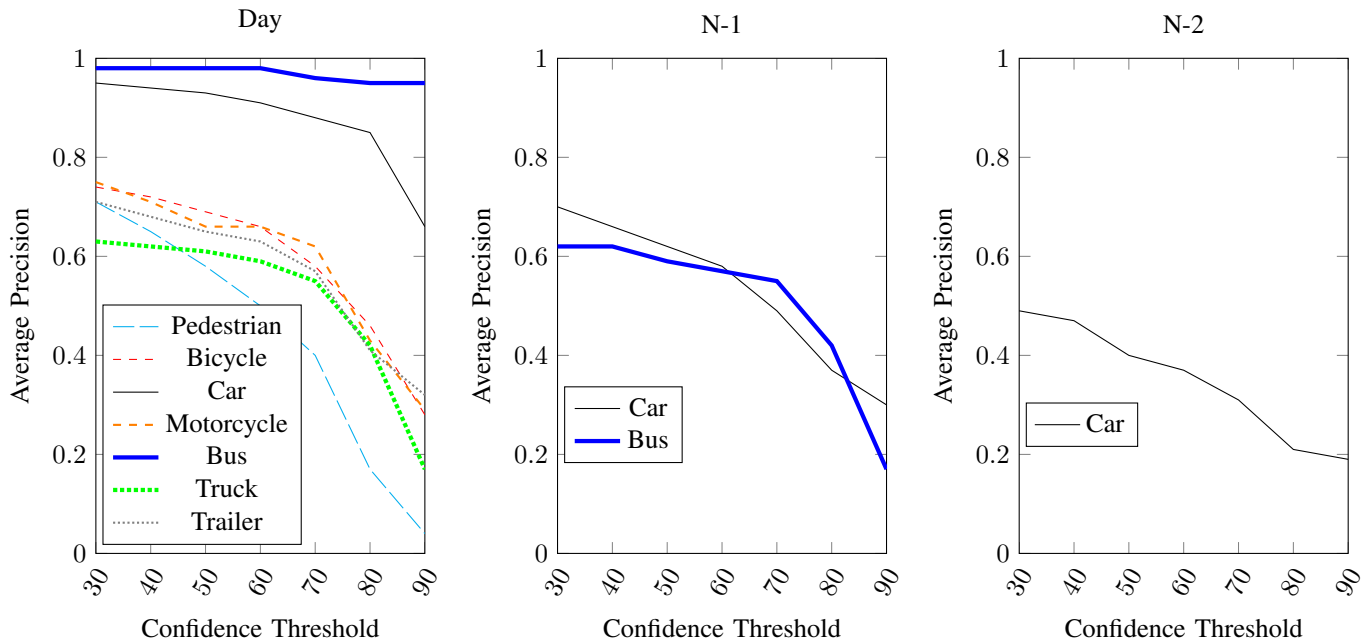 Day
N-1
N-2
1
0.8
0.6
0.4
0.2
0
Average Precision
Pedestrian
Bicycle
Car
Motorcycle
Bus
Truck
Trailer
30 40 50 60 70 80 90
Confidence Threshold
1
0.8
0.6
0.4
0.2
0
Average Precision
Car
Bus
30 40 50 60 70 80 90
Confidence Threshold
1
0.8
0.6
0.4
0.2
0
Average Precision
Car
30 40 50 60 70 80 90
Confidence Threshold